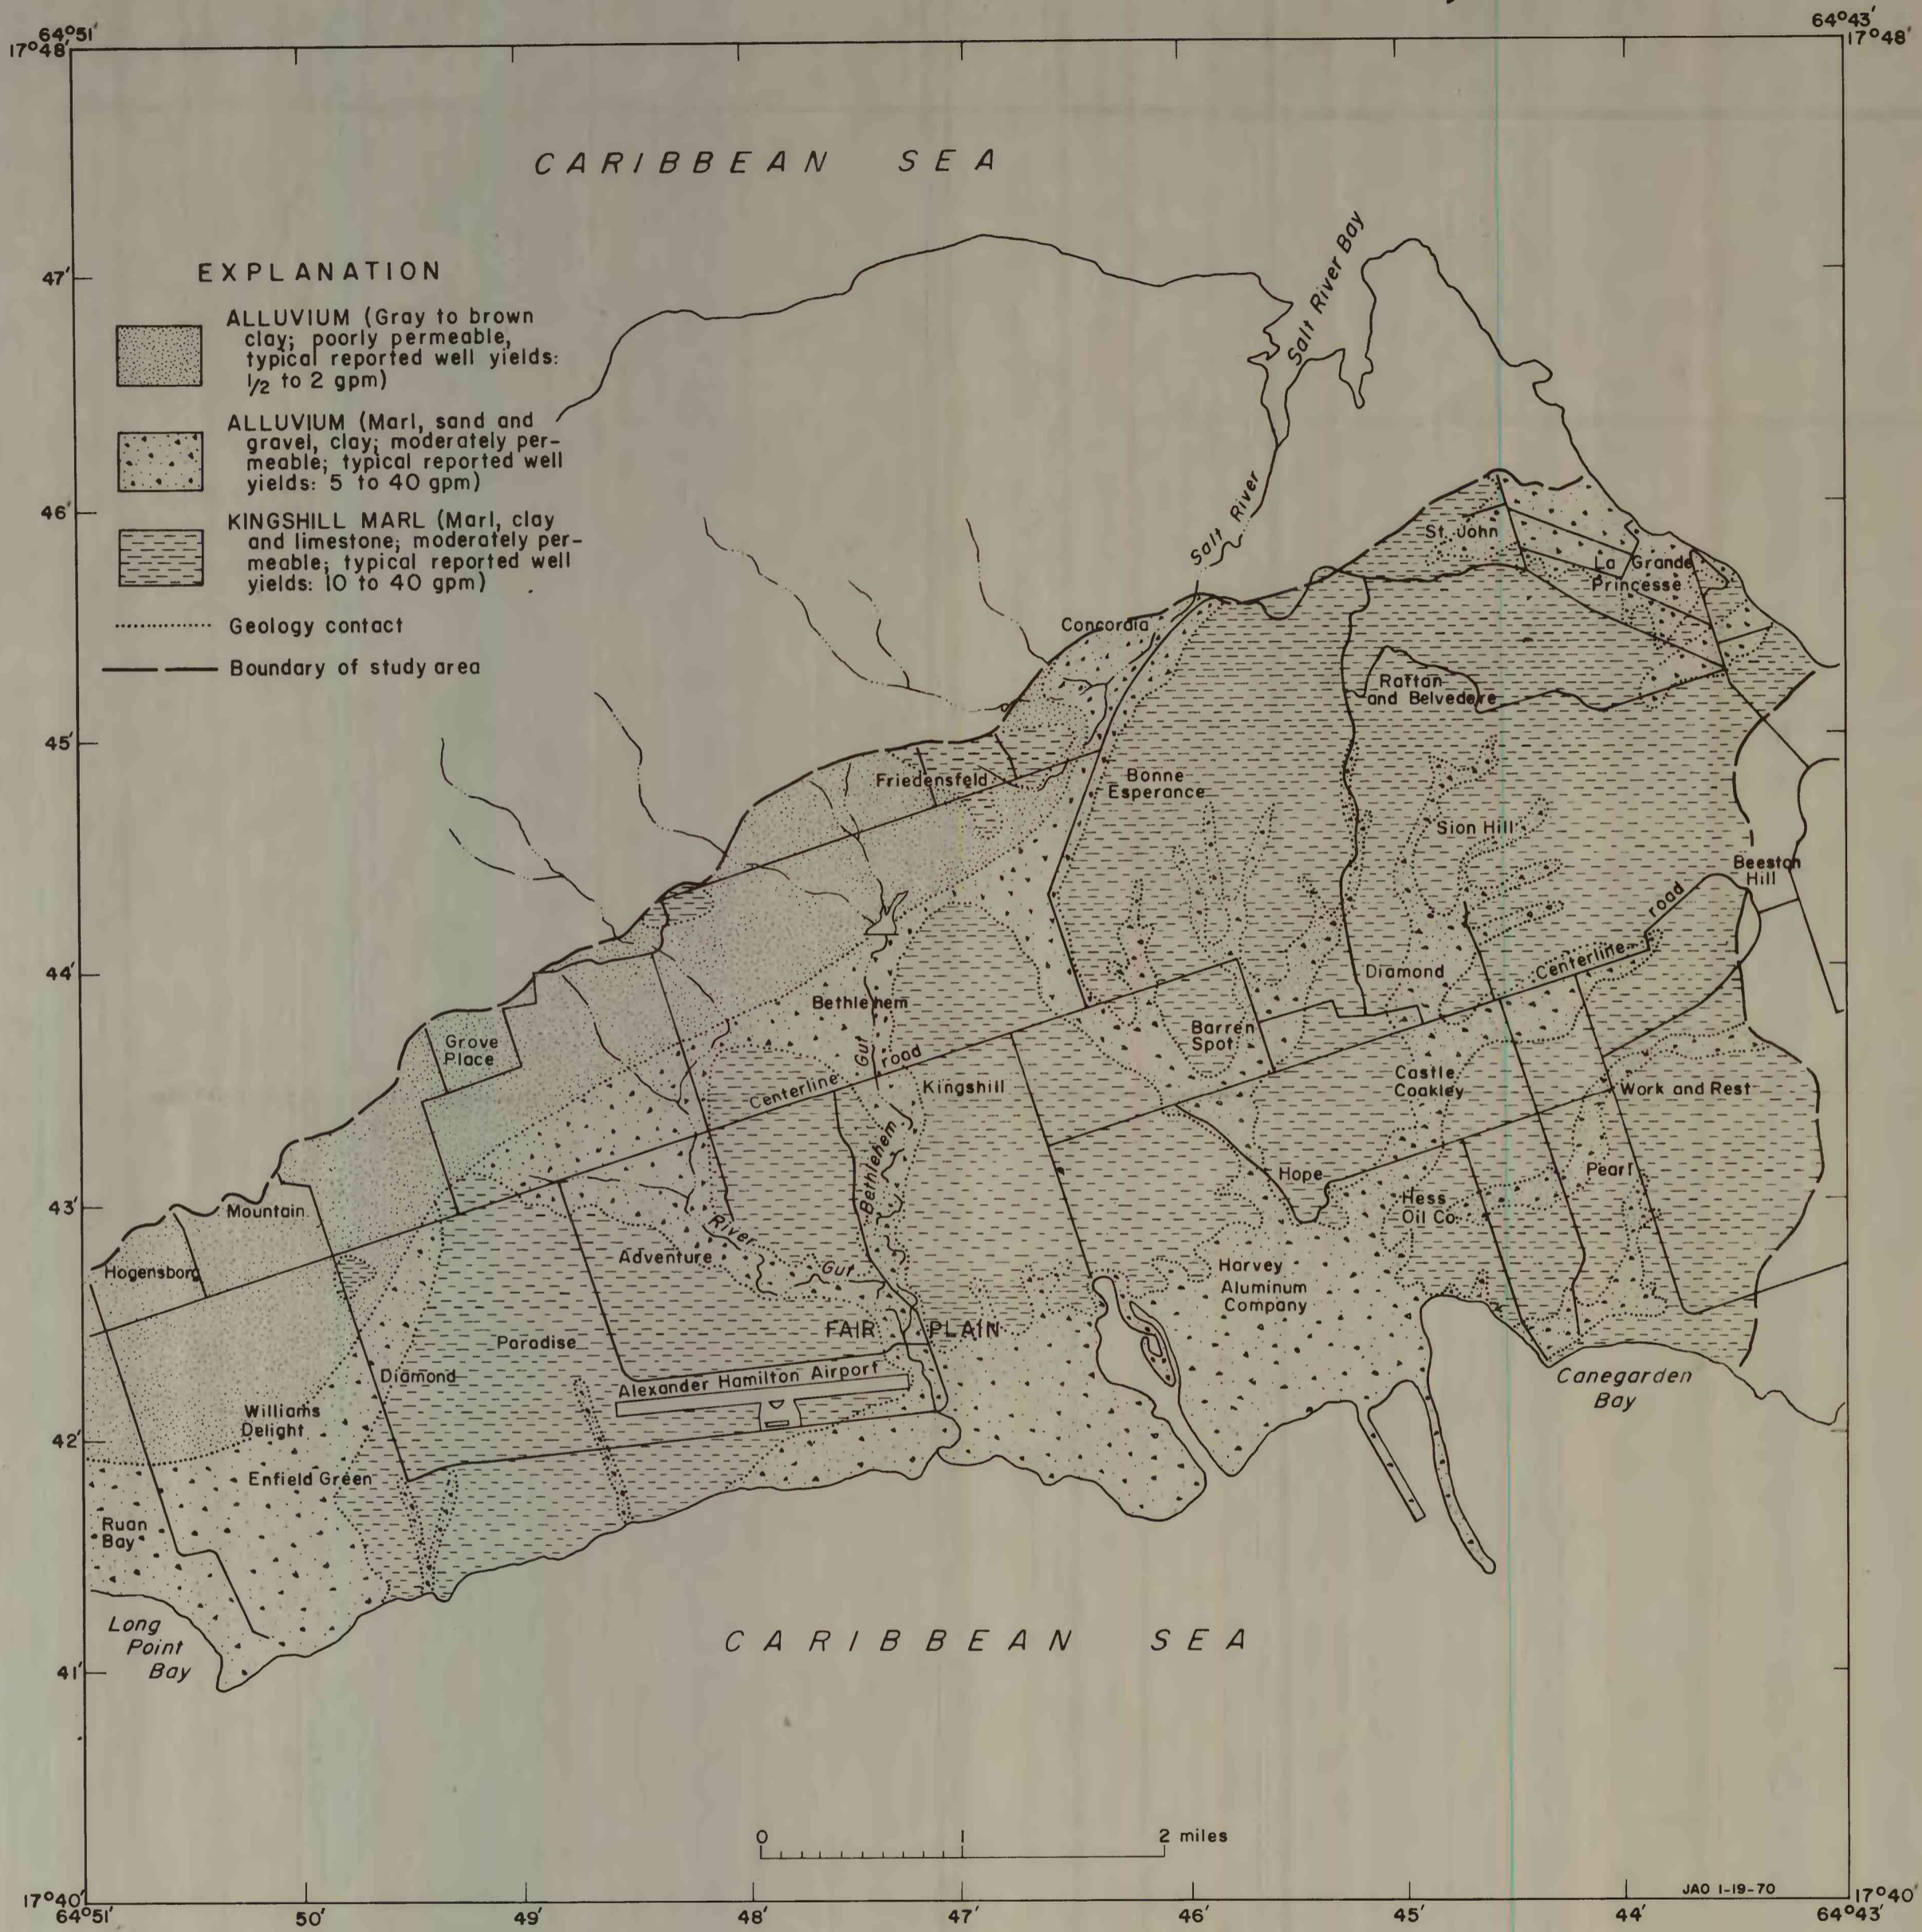 64°51'
17°48'
64°43'
17°48'
CARIBBEAN SEA
Salt River Bay
47'
EXPLANATION
ALLUVIUM (Gray to brown
clay; poorly permeable,
typical reported well yields:
1/2 to 2 gpm)
ALLUVIUM (Marl, sand and
gravel, clay; moderately per-
meable; typical reported well
yields: 5 to 40 gpm)
KINGSHILL MARL (Marl, clay
and limestone; moderately per-
meable; typical reported well
yields: 10 to 40 gpm)
Geology contact
Boundary of study area
46'
Salt River
St. John
La Grande
Princesse
Concordia
Rattan
and Belvedere
45'
Friedensfeld
Bonne
Esperance
Sion Hill
Beeston
Hill
44'
Bethlehem
Diamond
Centerline road
Grove
Place
Barren
Spot
Gut
Centerline road
Kingshill
Castle
Coakley
Work and Rest
Bethlehem
Hope
Pearl
43'
Mountain
Hess
Oil Co.
River
Adventure
Gut
Hogensborg
Harvey
Aluminum
Company
FAIR PLAIN
Paradise
Diamond
Alexander Hamilton Airport
Canegarden
Bay
Williams
Delight
42'
Enfield Green
Ruan
Bay
Long
Point
Bay
CARIBBEAN SEA
41'
0 1 2 miles
JAO 1-19-70
17°40'
64°51'
50'
49'
48'
47'
46'
45'
44'
17°40'
64°43'